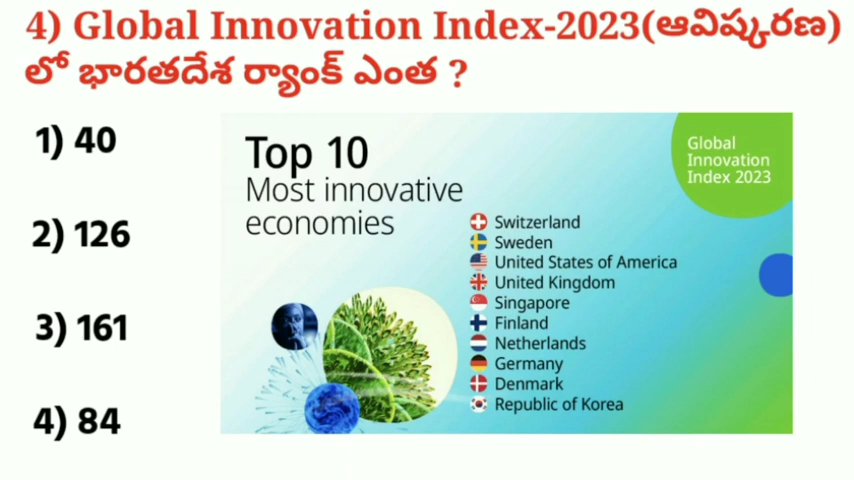 4) Global Innovation Index-2023(ఆవిష్కరణ)
లో భారతదేశ ర్యాంక్ ఎంత ?
1) 40
2) 126
3) 161
4) 84
Top 10
Most innovative
economies
Global
Innovation
Index 2023
Switzerland
Sweden
United States of America
United Kingdom
Singapore
Finland
Netherlands
Germany
Denmark
Republic of Korea